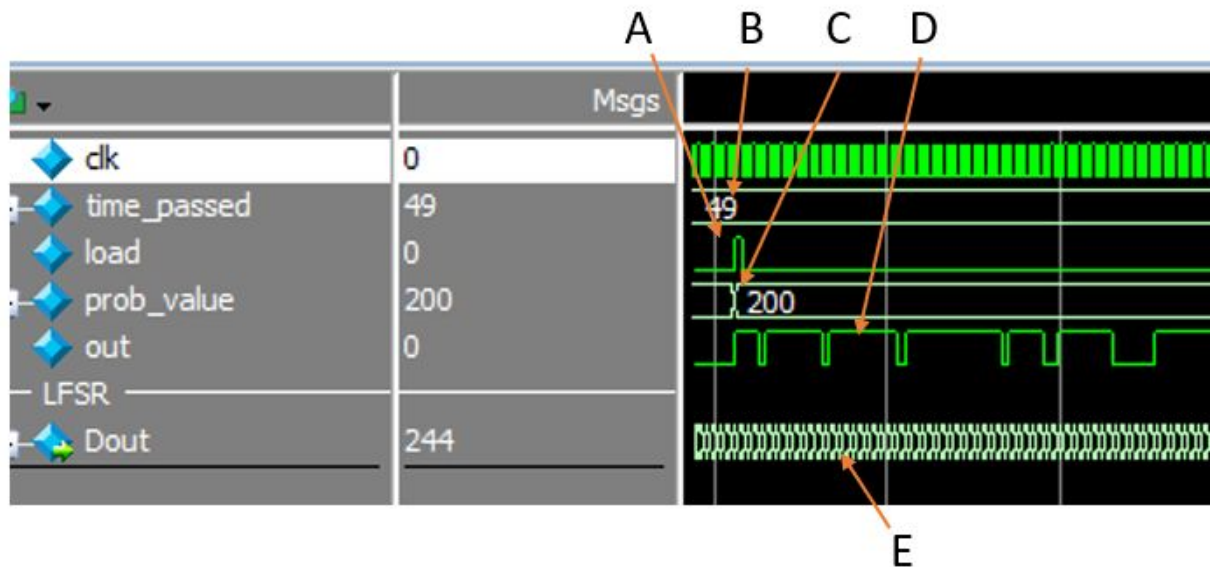 A B C D
Msgs
clk 0
time_passed 49 49
load 0
prob_value 200 200
out 0
LFSR
Dout 244
E